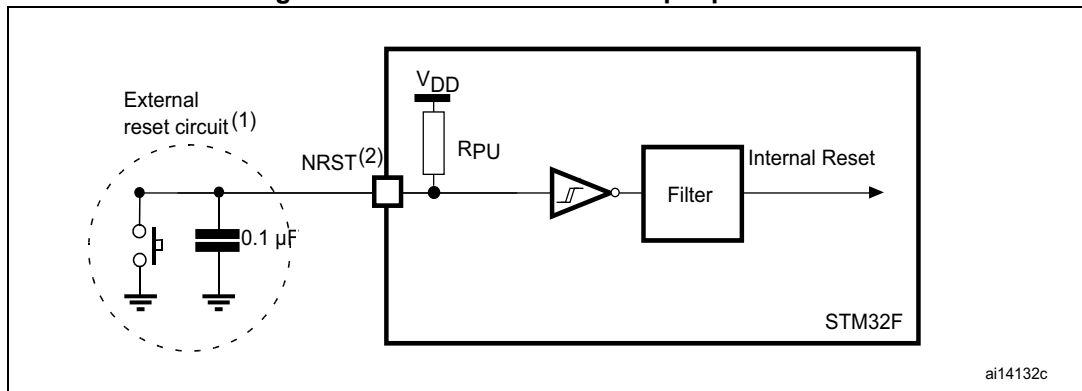 VDD
External
reset circuit(1)
NRST(2)
RPU
Internal Reset
Filter
0.1 μF
STM32F
ai14132c